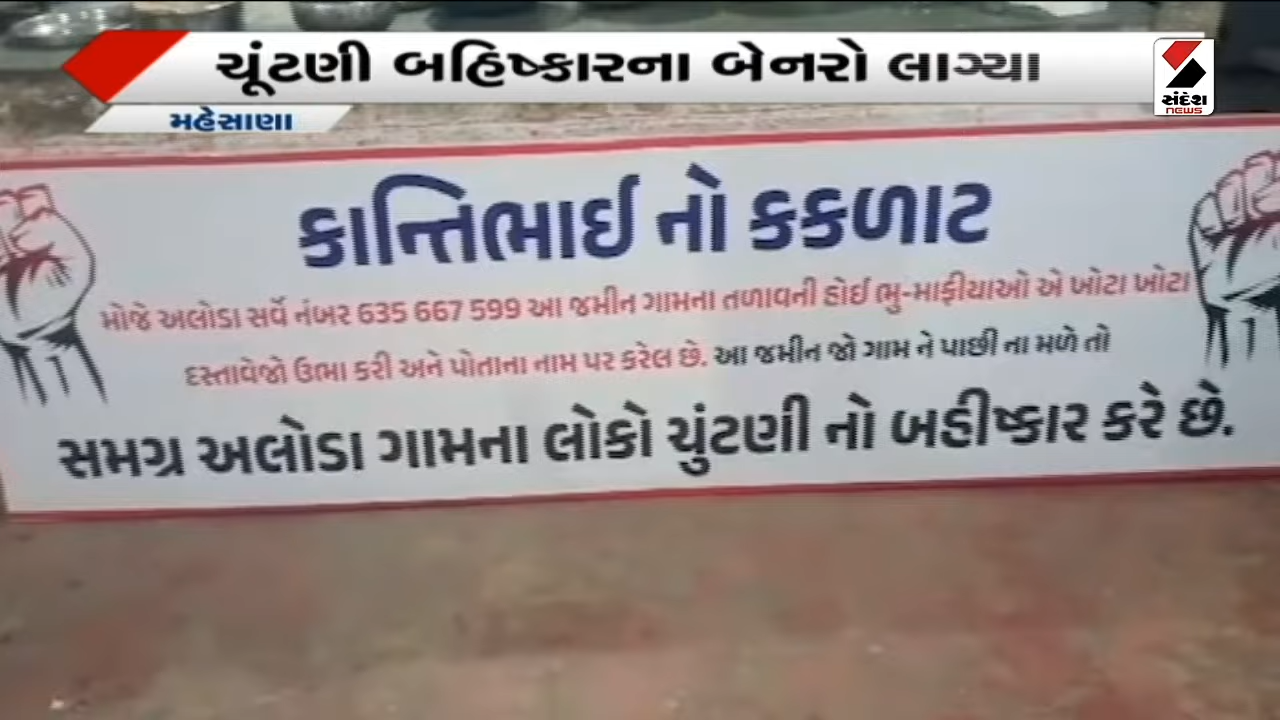 ચૂંટણી બહિષ્કારના બેનરો લાગ્યા
સંદેશ
NEWS
મહેસાણા
કાન્તિભાઈ નો કકળાટ
મોજે અલોડા સર્વે નંબર 635 667 599 આ જમીન ગામના તળાવની હોઈ ભુ-માફીયાઓ એ ખોટા ખોટા
દસ્તાવેજો ઉભા કરી અને પોતાના નામ પર કરેલ છે. આ જમીન જો ગામ ને પાછી ના મળે તો
સમગ્ર અલોડા ગામના લોકો ચુંટણી નો બહીષ્કાર કરે છે.